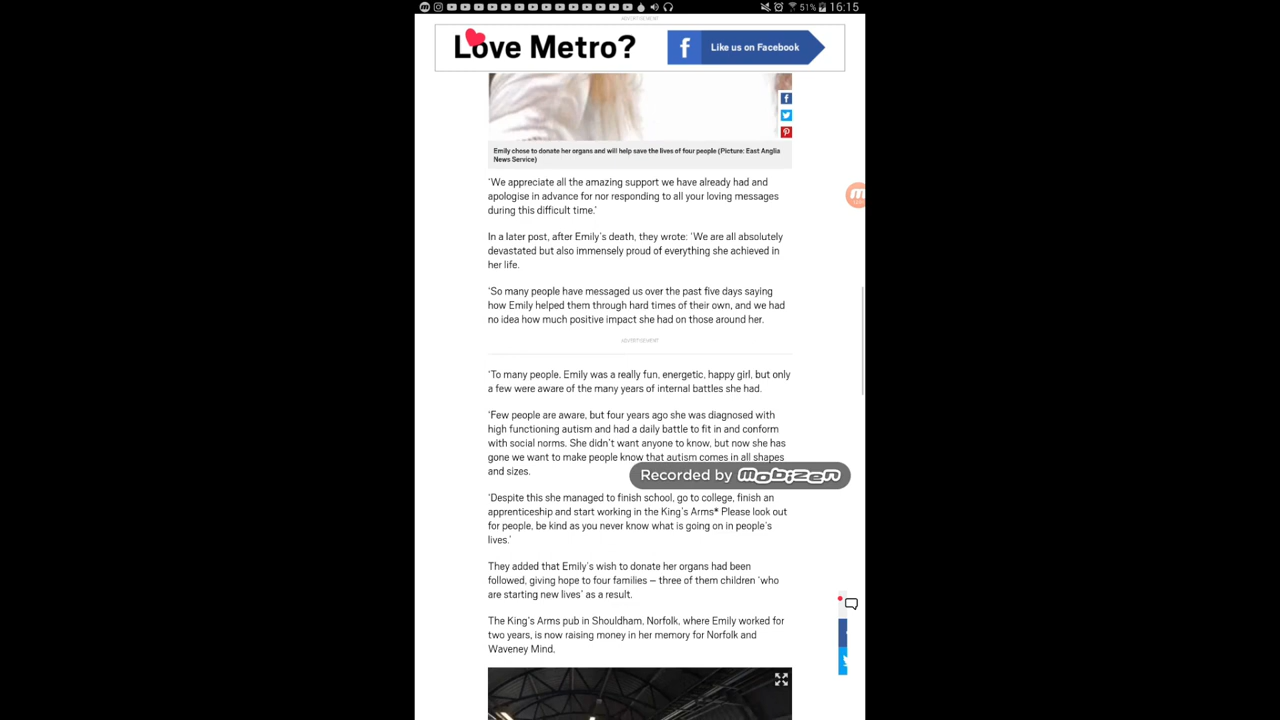 51% 16:15
ADVERTISEMENT
Love Metro?
f Like us on Facebook
Emily chose to donate her organs and will help save the lives of four people (Picture: East Anglia
News Service)
'We appreciate all the amazing support we have already had and
apologise in advance for nor responding to all your loving messages
during this difficult time.'
In a later post, after Emily's death, they wrote: 'We are all absolutely
devastated but also immensely proud of everything she achieved in
her life.
'So many people have messaged us over the past five days saying
how Emily helped them through hard times of their own, and we had
no idea how much positive impact she had on those around her.
ADVERTISEMENT
'To many people. Emily was a really fun, energetic, happy girl, but only
a few were aware of the many years of internal battles she had.
'Few people are aware, but four years ago she was diagnosed with
high functioning autism and had a daily battle to fit in and conform
with social norms. She didn't want anyone to know, but now she has
gone we want to make people know that autism comes in all shapes
and sizes.
Recorded by mobizen
'Despite this she managed to finish school, go to college, finish an
apprenticeship and start working in the King's Arms* Please look out
for people, be kind as you never know what is going on in people's
lives.'
They added that Emily's wish to donate her organs had been
followed, giving hope to four families – three of them children 'who
are starting new lives' as a result.
The King's Arms pub in Shouldham, Norfolk, where Emily worked for
two years, is now raising money in her memory for Norfolk and
Waveney Mind.